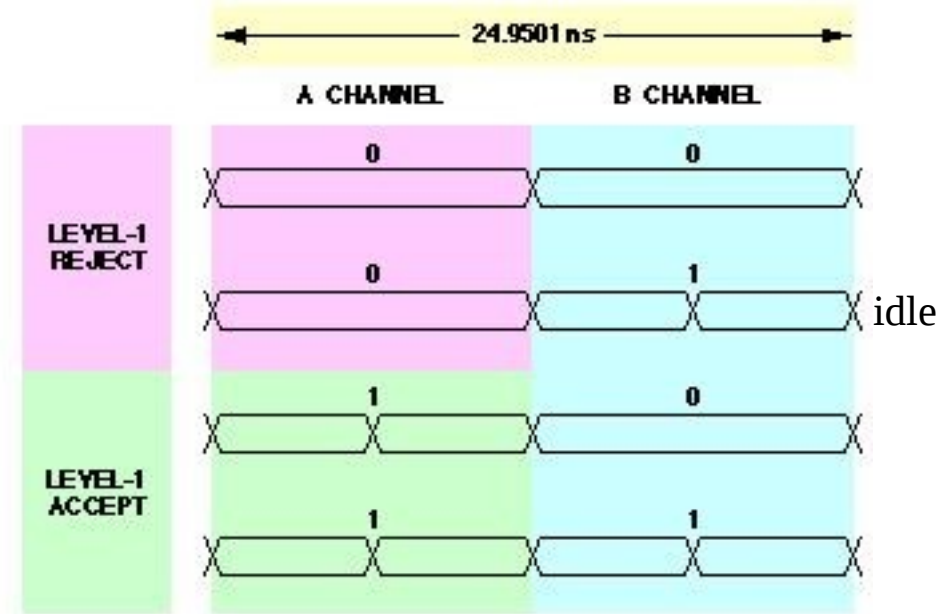 24.9501 ns
A CHANNEL B CHANNEL
0 0
LEVEL-1
REJECT
0 1
idle
1 0
LEVEL-1
ACCEPT
1 1